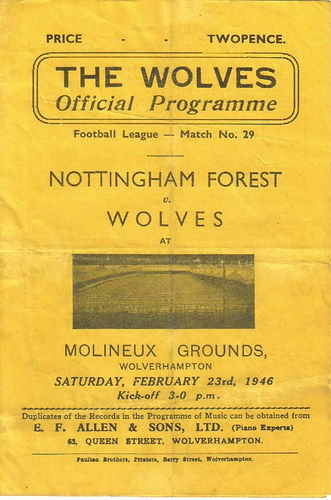 PRICE - - TWOPENCE.
THE WOLVES
Official Programme
Football League — Match No. 29
NOTTINGHAM FOREST
v.
WOLVES
AT
MOLINEUX GROUNDS,
WOLVERHAMPTON
SATURDAY, FEBRUARY 23rd, 1946
Kick-off 3-0 p.m.
Duplicates of the Records in the Programme of Music can be obtained from
E. F. ALLEN & SONS, LTD. (Piano Experts)
63, QUEEN STREET, WOLVERHAMPTON.
Paulton Brothers, Printers, Berry Street, Wolverhampton.